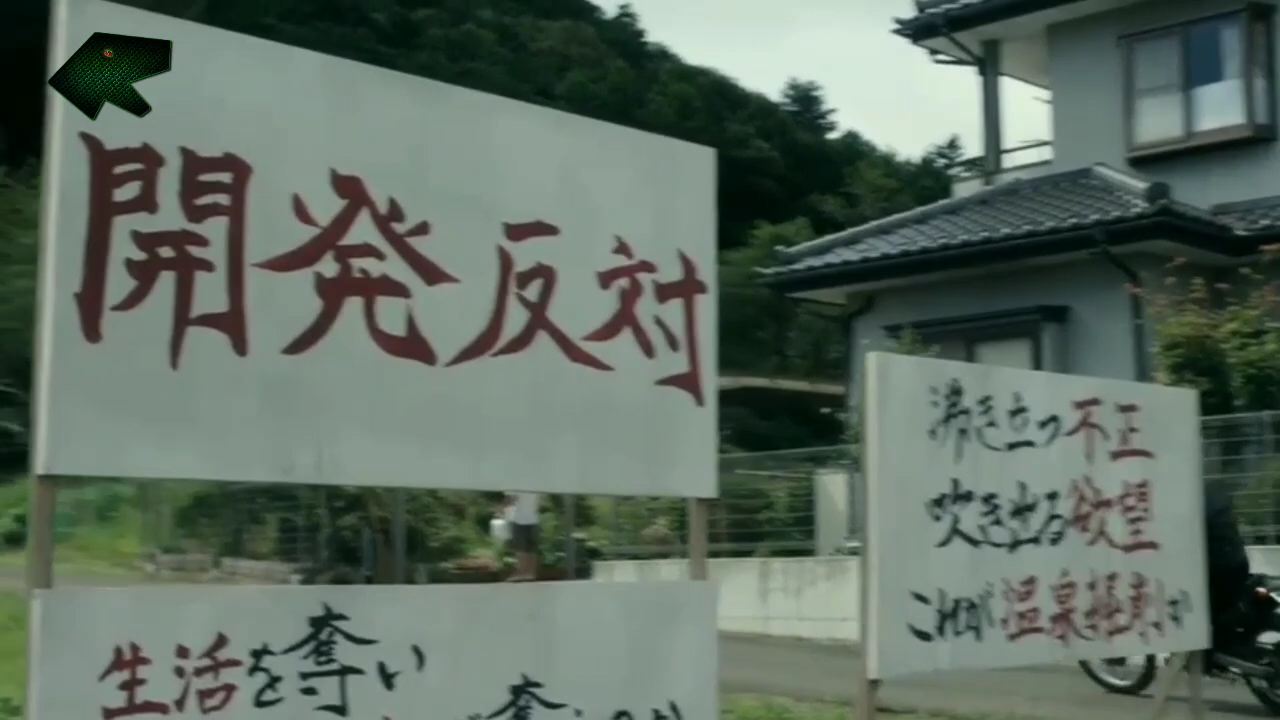 開発反対
生活を奪い
奪
沸き立つ不正
吹き出る欲望
これが温泉掘削か